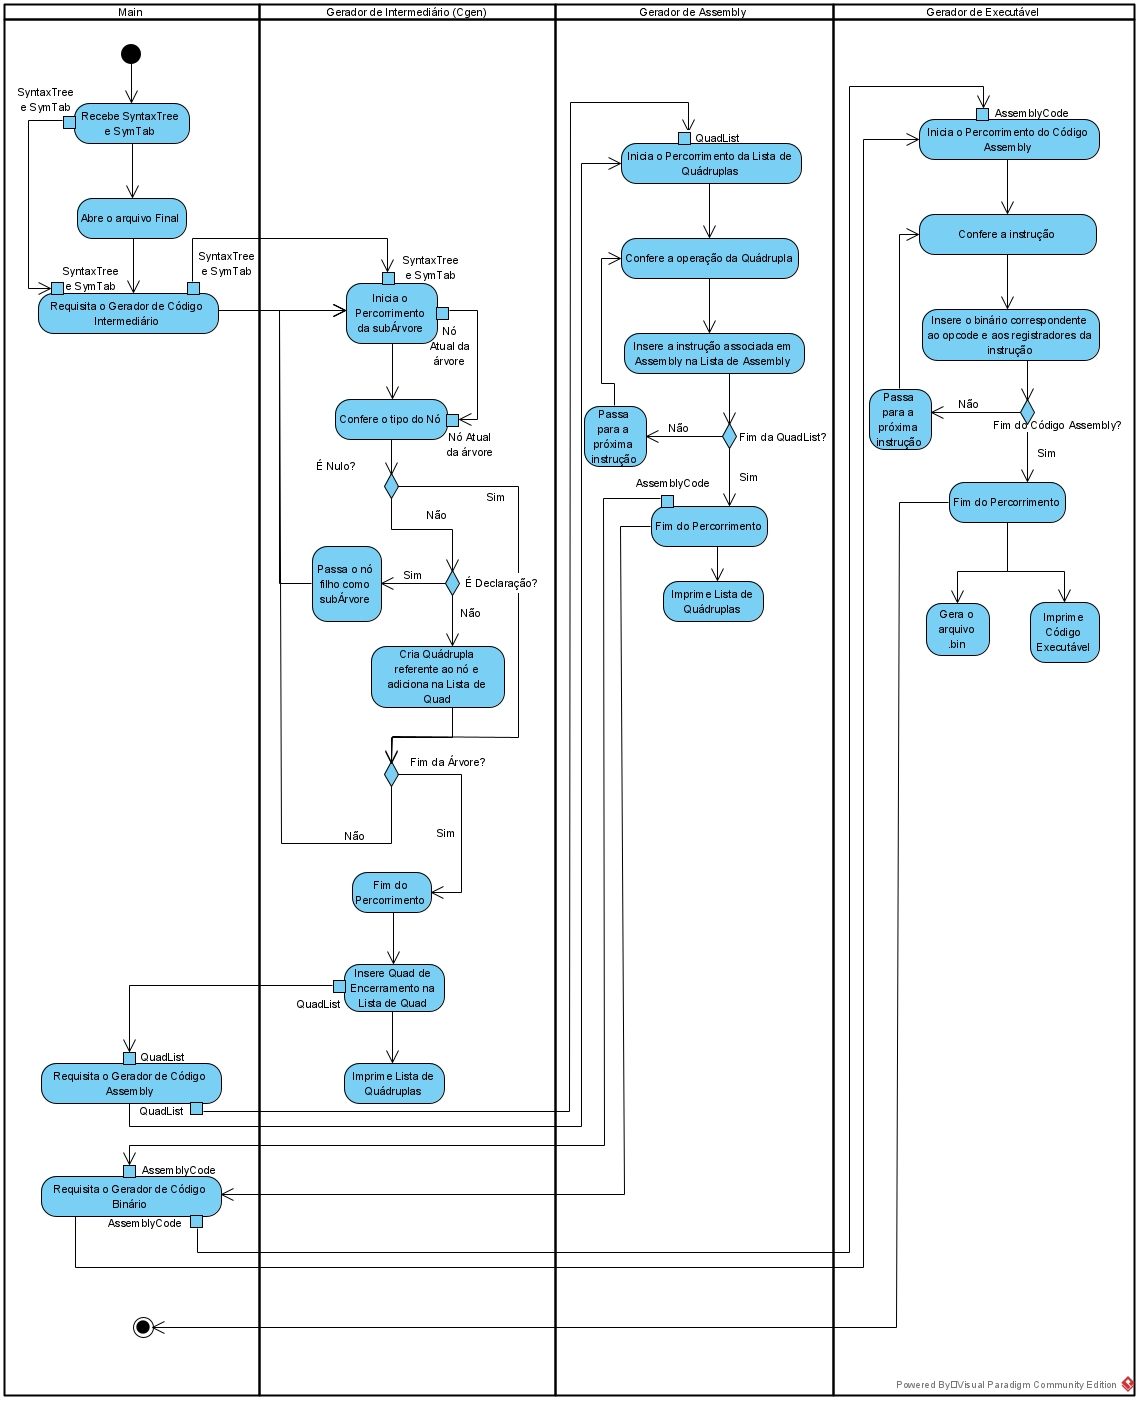 Main
Gerador de Intermediário (Cgen)
Gerador de Assembly
Gerador de Executável
SyntaxTree
e SymTab
Recebe SyntaxTree
e SymTab
Abre o arquivo Final
SyntaxTree
e SymTab
SyntaxTree
e SymTab
Requisita o Gerador de Código
Intermediário
SyntaxTree
e SymTab
Inicia o
Percorrimento
da subÁrvore
Nó
Atual da
árvore
Confere o tipo do Nó
Nó Atual
da árvore
É Nulo?
Sim
Não
É Declaração?
Sim
Passa o nó
filho como
subÁrvore
Não
Cria Quádrupla
referente ao nó e
adiciona na Lista de
Quad
Fim da Árvore?
Não
Sim
Fim do
Percorrimento
Insere Quad de
Encerramento na
Lista de Quad
QuadList
Imprime Lista de
Quádruplas
QuadList
Requisita o Gerador de Código
Assembly
QuadList
AssemblyCode
Requisita o Gerador de Código
Binário
AssemblyCode
QuadList
Inicia o Percorrimento da Lista de
Quádruplas
Confere a operação da Quádrupla
Insere a instrução associada em
Assembly na Lista de Assembly
Passa
para a
próxima
instrução
Não
Fim da QuadList?
Sim
AssemblyCode
Fim do Percorrimento
Imprime Lista de
Quádruplas
AssemblyCode
Inicia o Percorrimento do Código
Assembly
Confere a instrução
Insere o binário correspondente
ao opcode e aos registradores da
instrução
Passa
para a
próxima
instrução
Não
Fim do Código Assembly?
Sim
Fim do Percorrimento
Gera o
arquivo
.bin
Imprime
Código
Executável
Powered By Visual Paradigm Community Edition